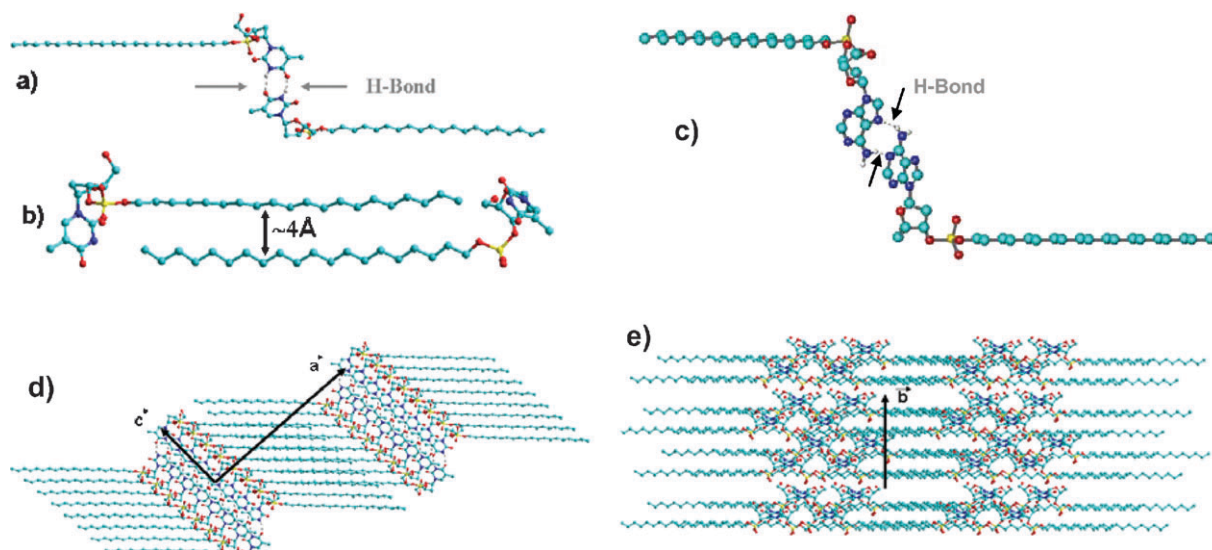 a)
H-Bond
b)
~4Å
c)
H-Bond
d)
a*
c*
e)
b*